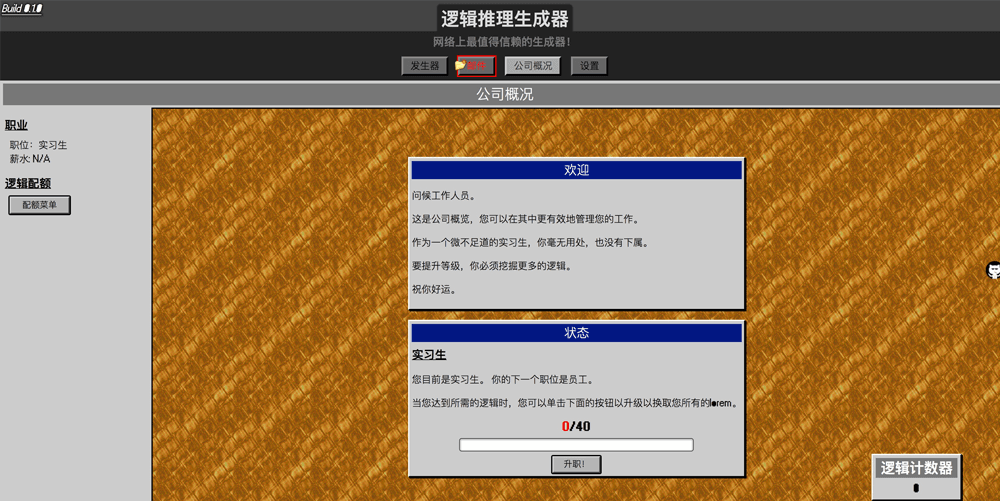 Build 0.1.0
逻辑推理生成器
网络上最值得信赖的生成器！
发生器
公司概况
设置
公司概况
职业
职位：实习生
薪水: N/A
逻辑配额
配额菜单
欢迎
问候工作人员。
这是公司概览，您可以在其中更有效地管理您的工作。
作为一个微不足道的实习生，你毫无用处，也没有下属。
要提升等级，你必须挖掘更多的逻辑。
祝你好运。
状态
实习生
您目前是实习生。 你的下一个职位是员工。
当您达到所需的逻辑时，您可以单击下面的按钮以升级以换取您所有的lorem。
0/40
升职！
逻辑计数器
0